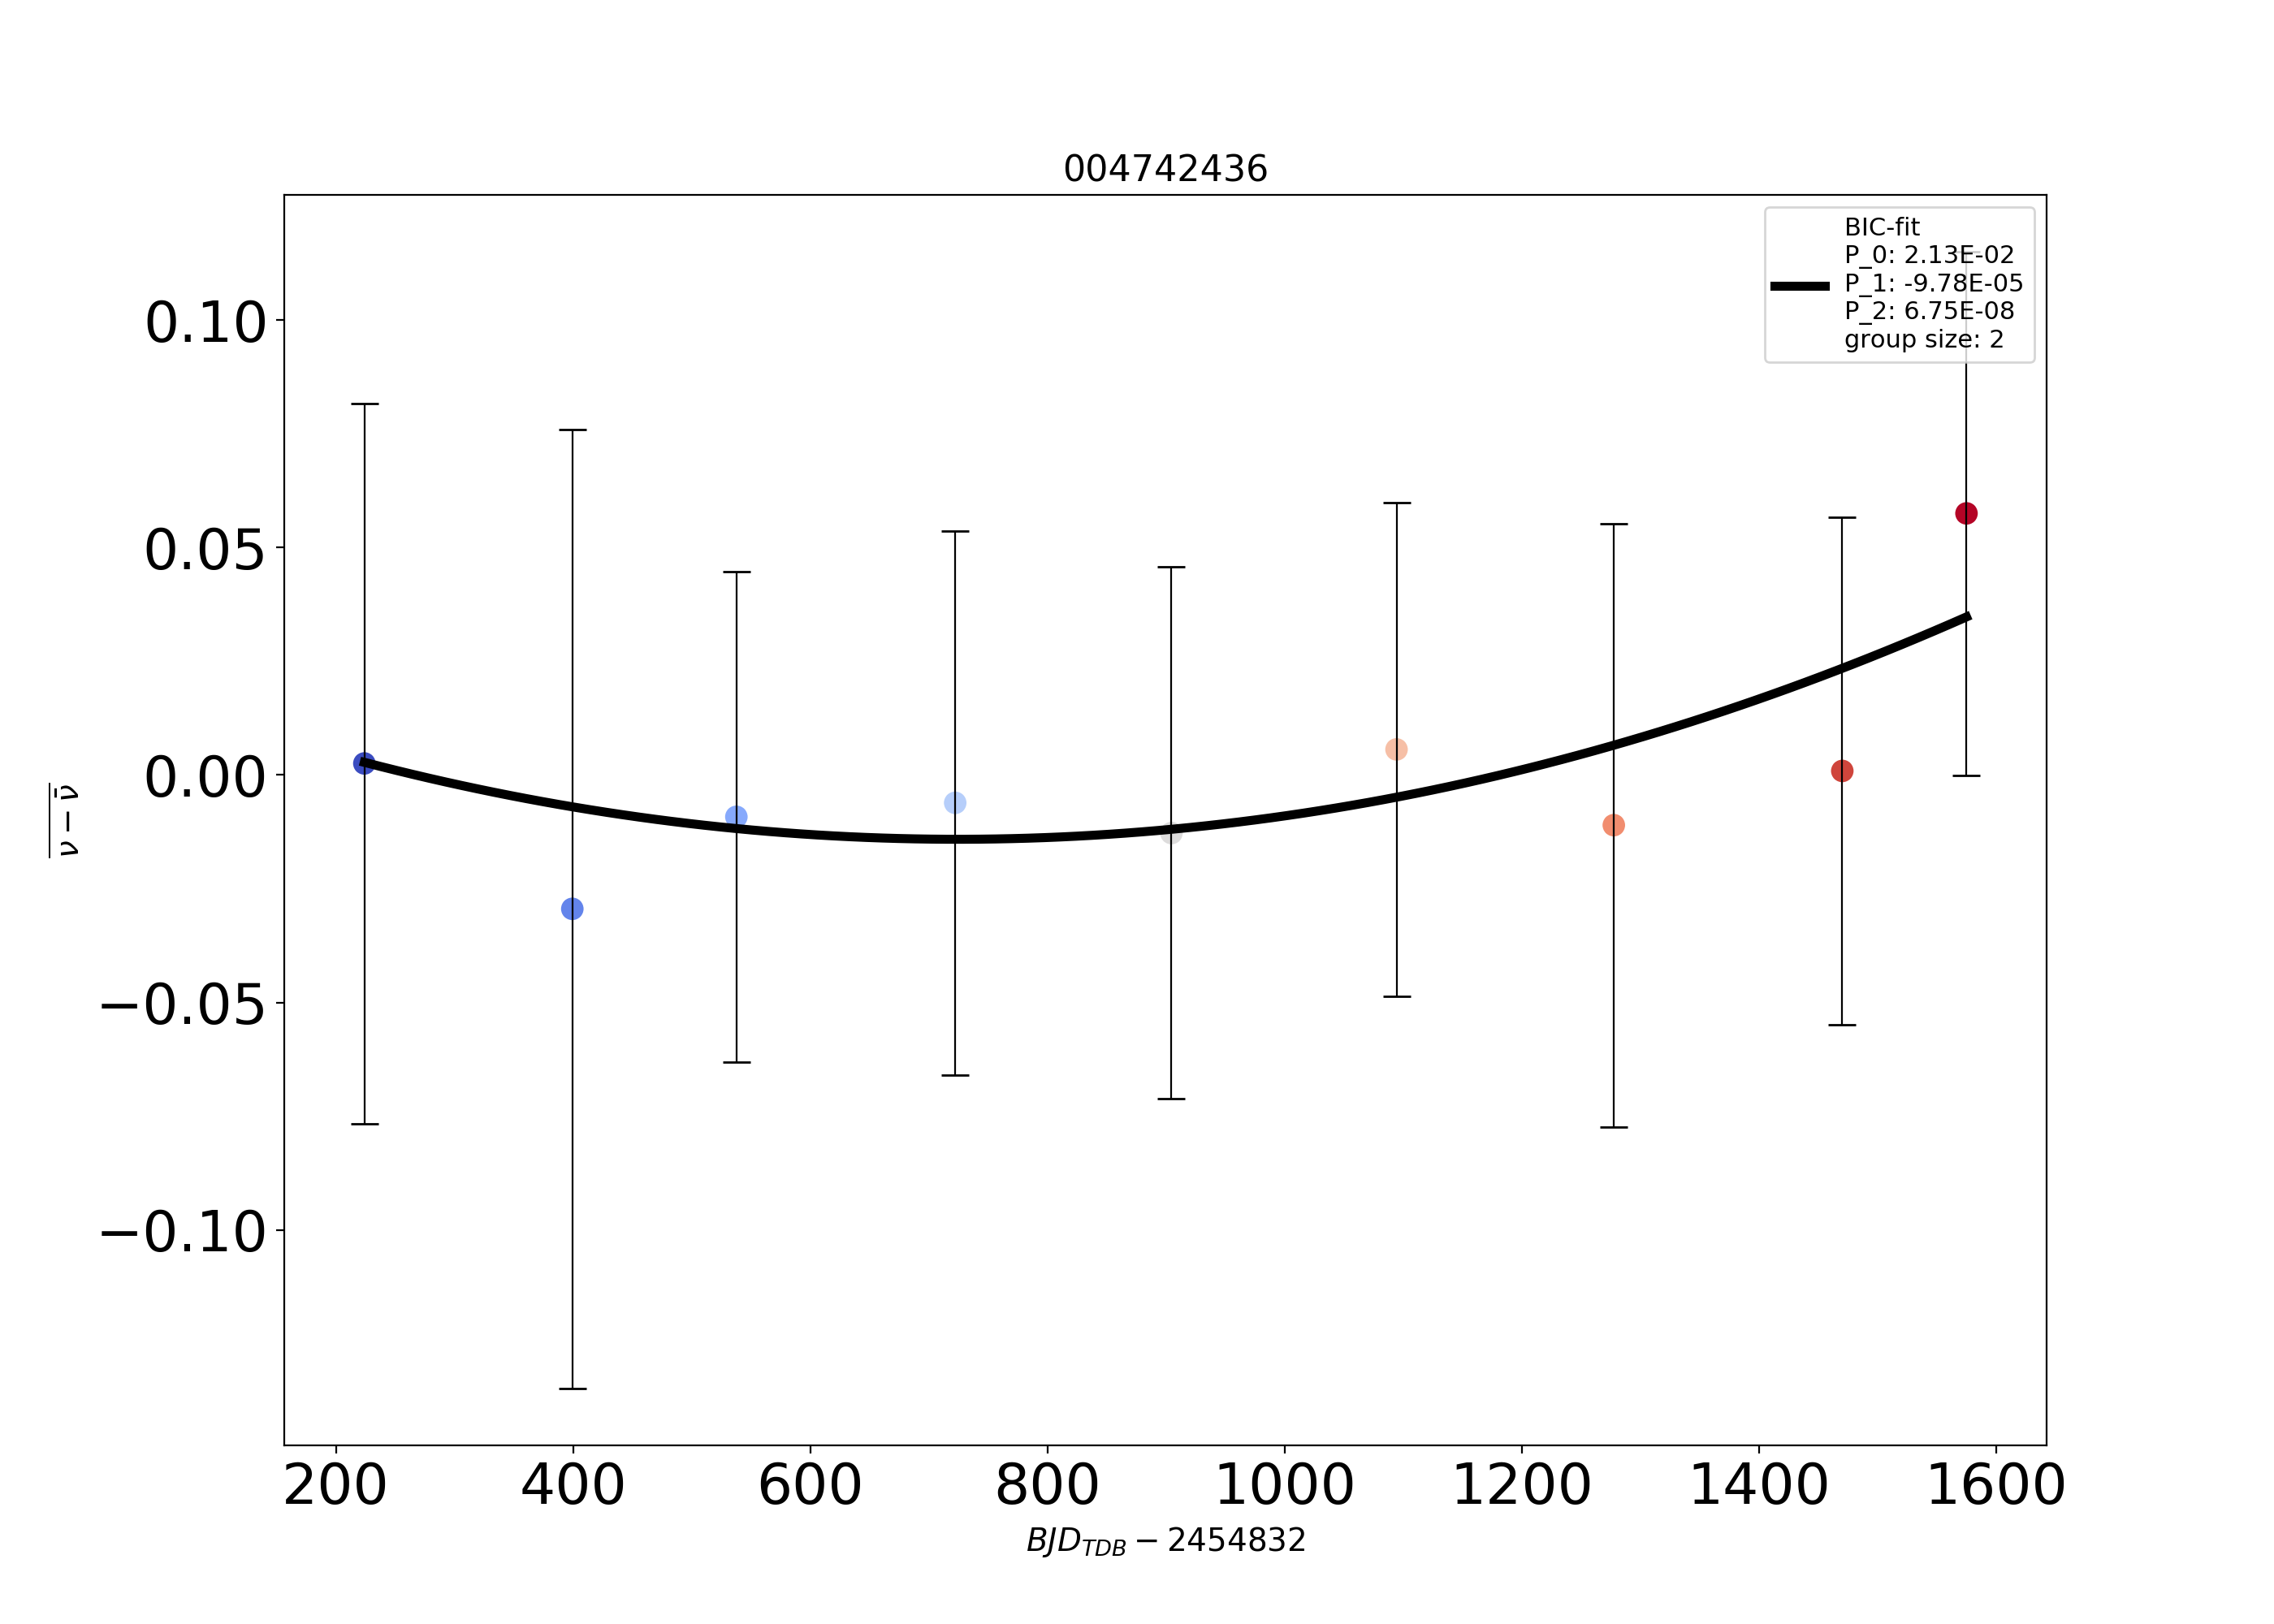 004742436
BIC-fit
P_0: 2.13E-02
P_1: -9.78E-05
P_2: 6.75E-08
group size: 2
0.10
0.05
0.00
−0.05
−0.10
ν − ν̄
200 400 600 800 1000 1200 1400 1600
BJD_TDB − 2454832